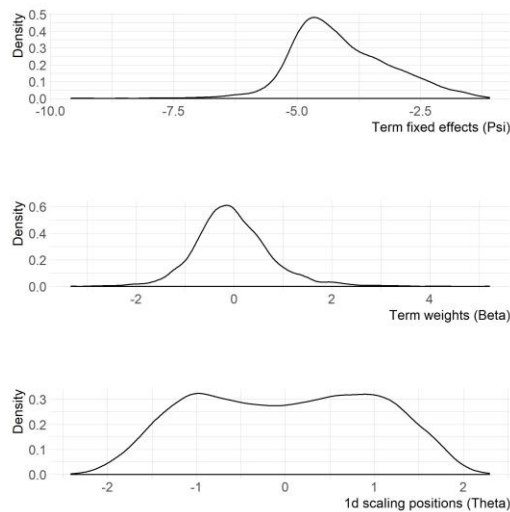 Density
0.5
0.4
0.3
0.2
0.1
0.0
-10.0 -7.5 -5.0 -2.5
Term fixed effects (Psi)
Density
0.6
0.4
0.2
0.0
-2 0 2 4
Term weights (Beta)
Density
0.3
0.2
0.1
0.0
-2 -1 0 1 2
1d scaling positions (Theta)